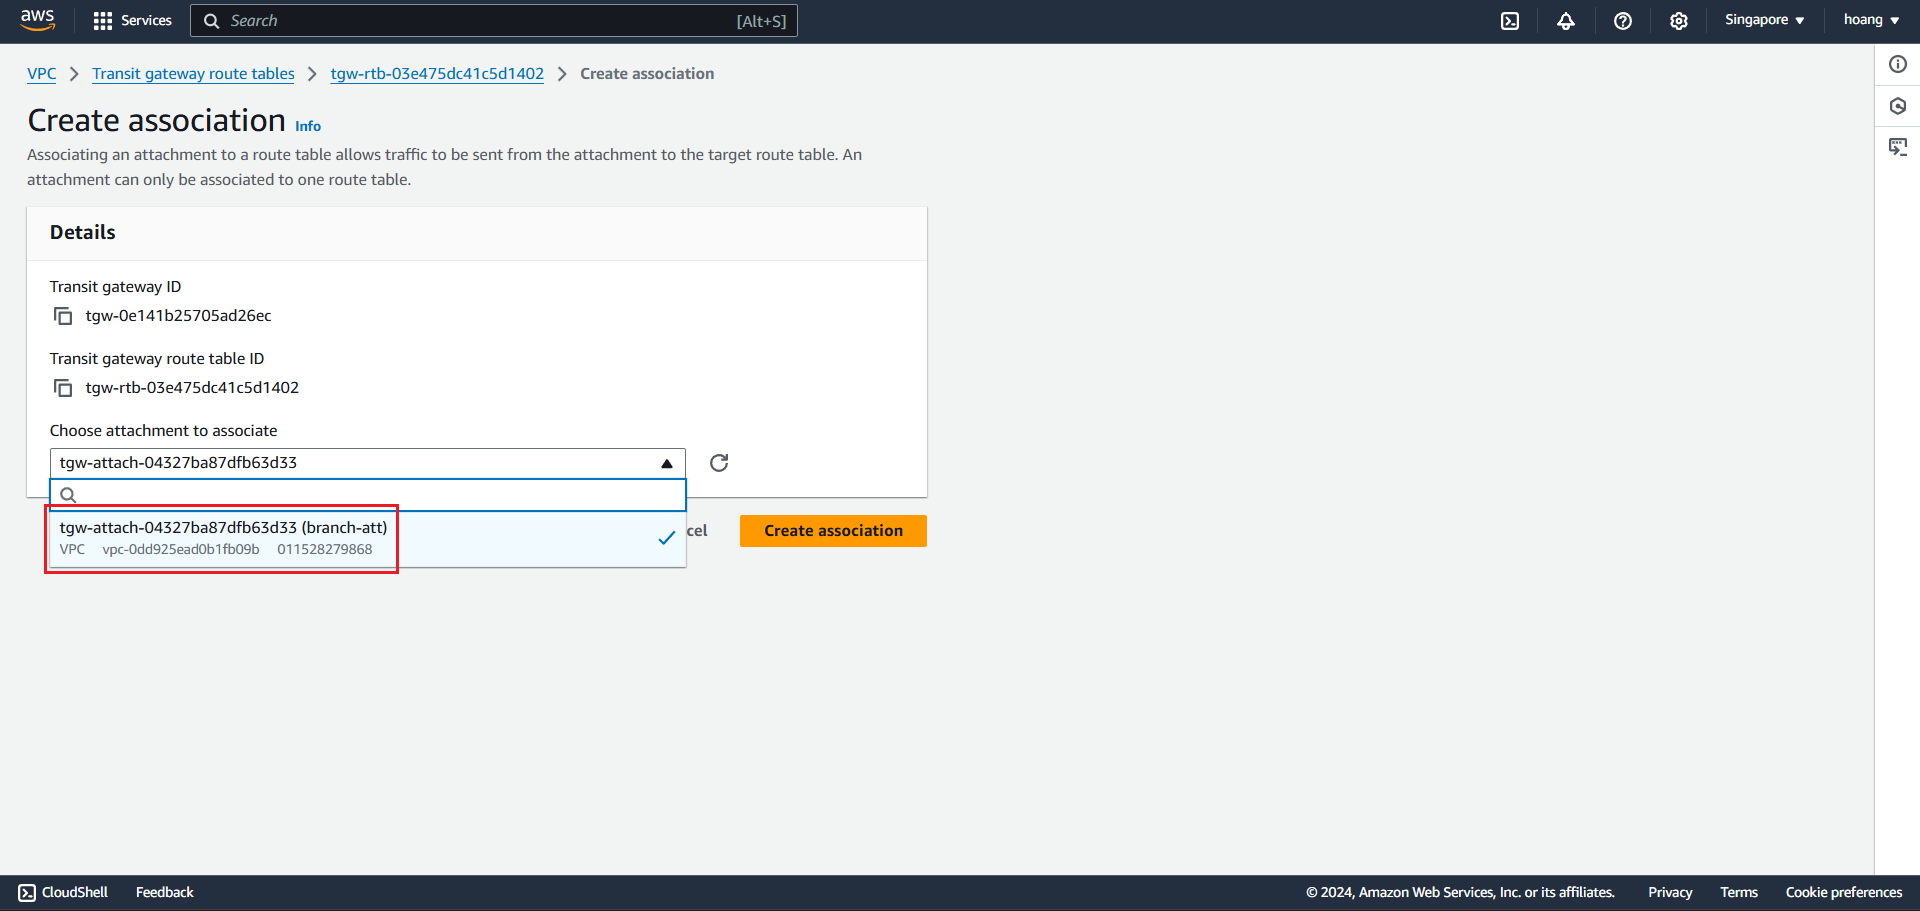 aws
Services
Search
[Alt+S]
Singapore
hoang
VPC
Transit gateway route tables
tgw-rtb-03e475dc41c5d1402
Create association
Create association Info
Associating an attachment to a route table allows traffic to be sent from the attachment to the target route table. An
attachment can only be associated to one route table.
Details
Transit gateway ID
tgw-0e141b25705ad26ec
Transit gateway route table ID
tgw-rtb-03e475dc41c5d1402
Choose attachment to associate
tgw-attach-04327ba87dfb63d33
tgw-attach-04327ba87dfb63d33 (branch-att)
VPC vpc-0dd925ead0b1fb09b 011528279868
cel
Create association
CloudShell
Feedback
© 2024, Amazon Web Services, Inc. or its affiliates.
Privacy
Terms
Cookie preferences